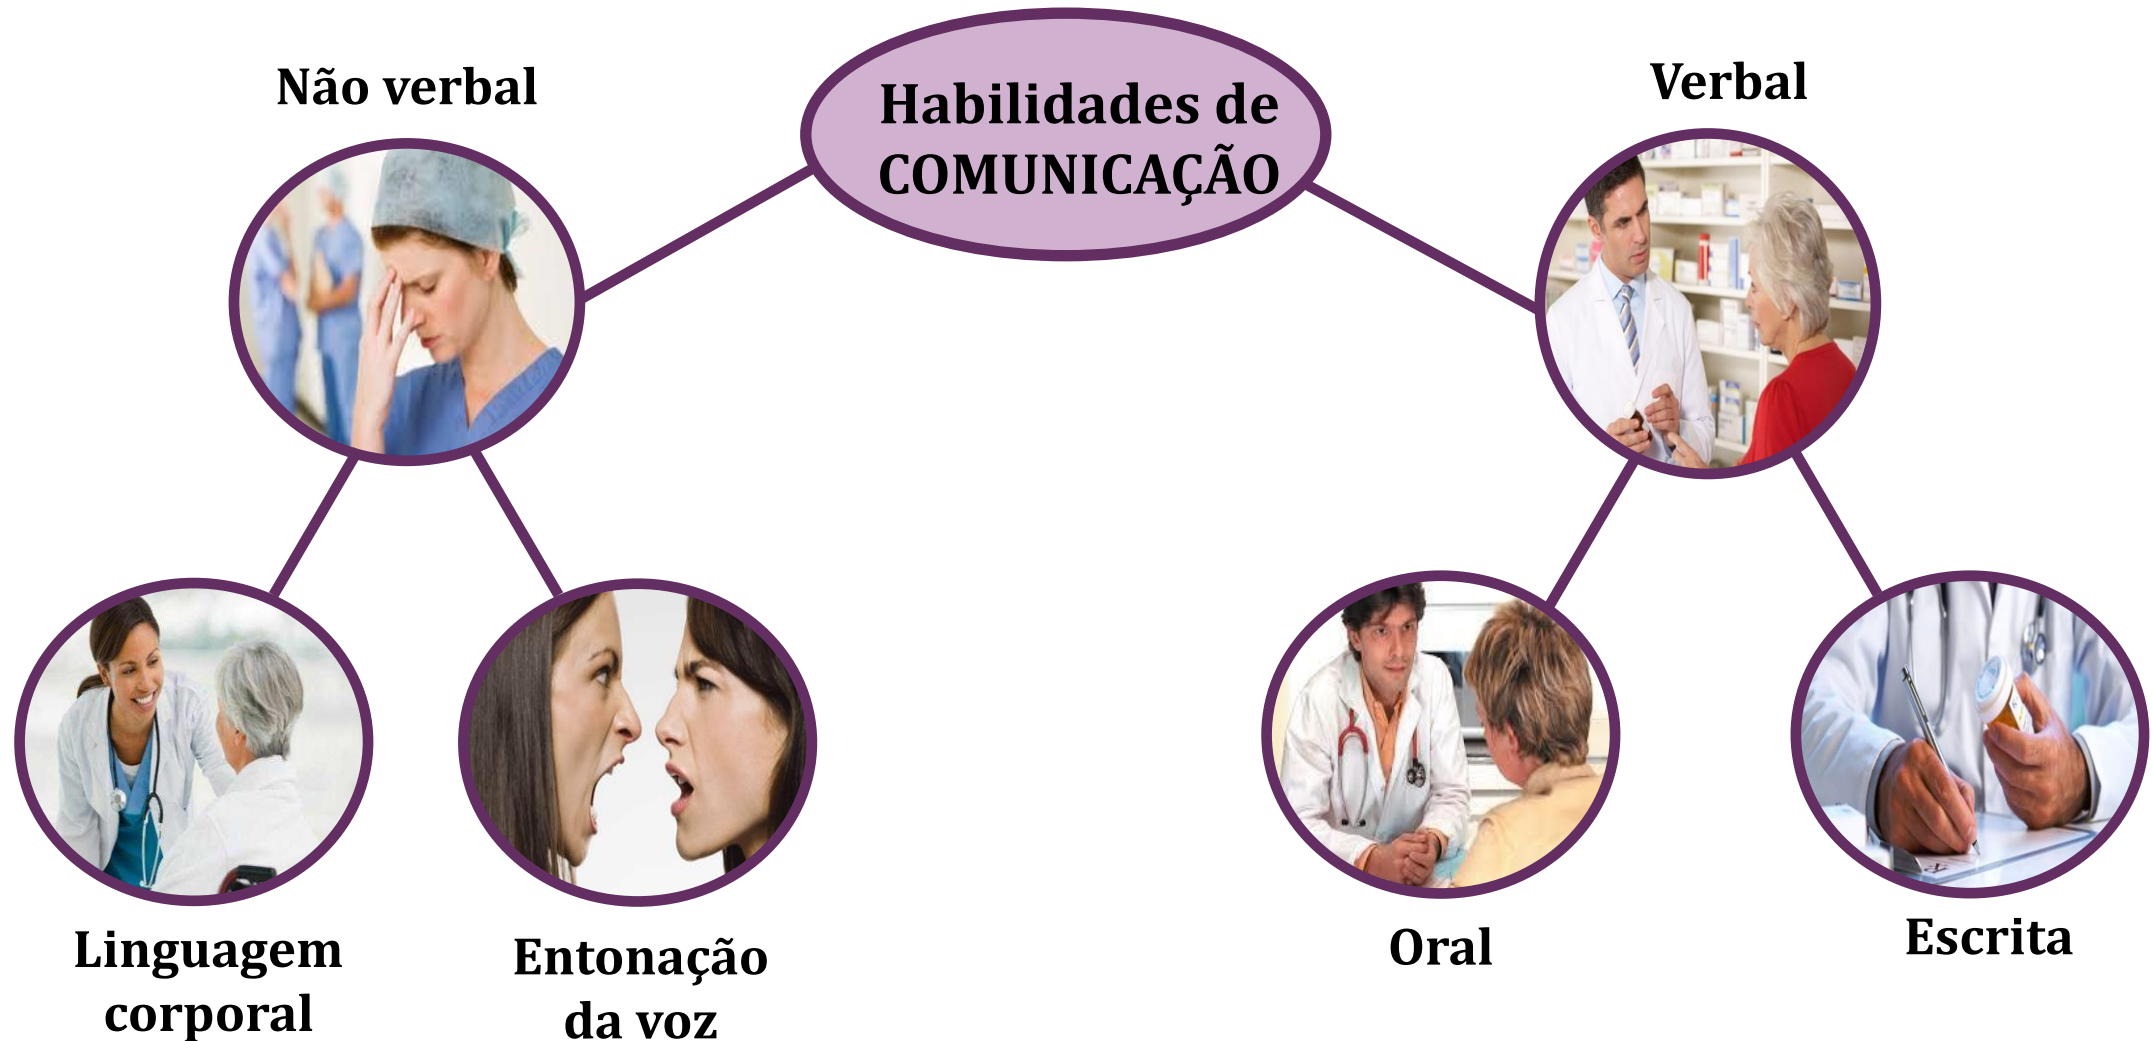 Não verbal
Habilidades de
COMUNICAÇÃO
Verbal
Linguagem
corporal
Entonação
da voz
Oral
Escrita